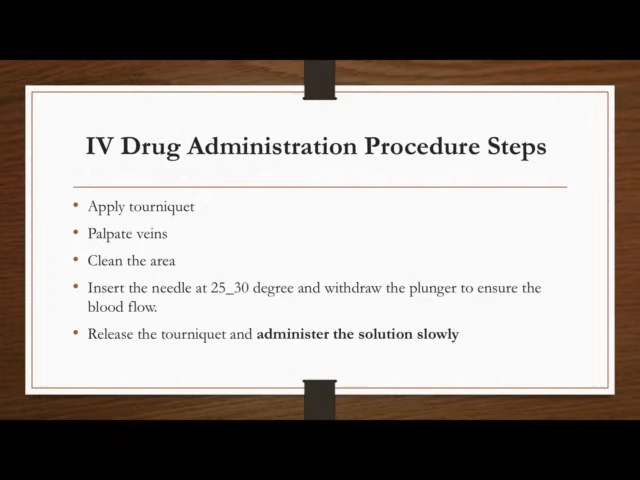 IV Drug Administration Procedure Steps
• Apply tourniquet
• Palpate veins
• Clean the area
• Insert the needle at 25_30 degree and withdraw the plunger to ensure the
blood flow.
• Release the tourniquet and administer the solution slowly